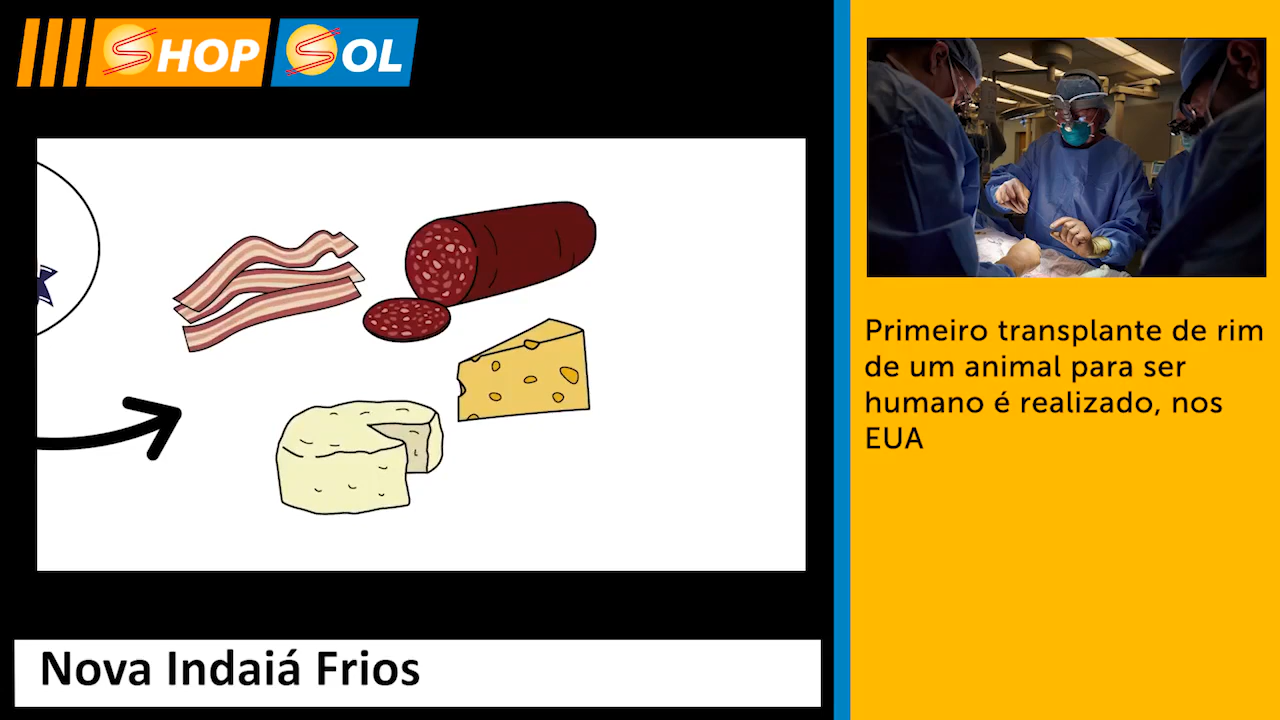 SHOP SOL
Primeiro transplante de rim
de um animal para ser
humano é realizado, nos
EUA
Nova Indaiá Frios